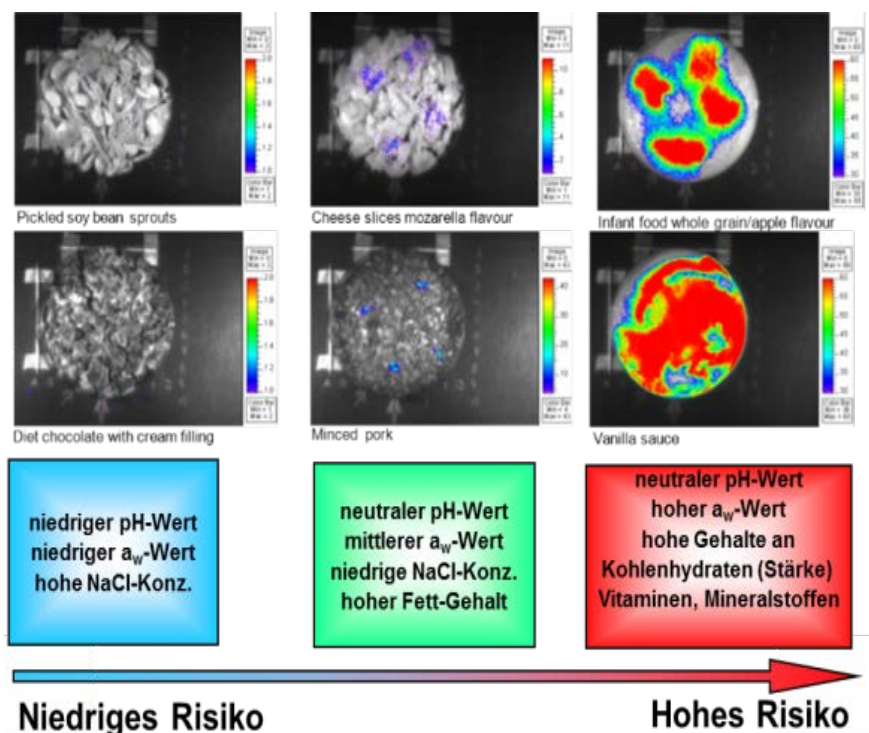 Pickled soy bean sprouts
Cheese slices mozarella flavour
Infant food whole grain/apple flavour
Diet chocolate with cream filling
Minced pork
Vanilla sauce
niedriger pH-Wert
niedriger aw-Wert
hohe NaCl-Konz.
neutraler pH-Wert
mittlerer aw-Wert
niedrige NaCl-Konz.
hoher Fett-Gehalt
neutraler pH-Wert
hoher aw-Wert
hohe Gehalte an
Kohlenhydraten (Stärke)
Vitaminen, Mineralstoffen
Niedriges Risiko
Hohes Risiko